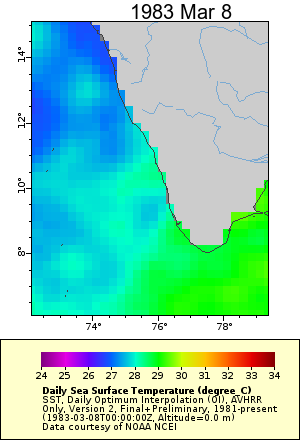 1983 Mar 8
14°
12°
10°
8°
74°
76°
78°
24 25 26 27 28 29 30 31 32 33 34
Daily Sea Surface Temperature (degree_C)
SST, Daily Optimum Interpolation (OI), AVHRR
Only, Version 2, Final+Preliminary, 1981-present
(1983-03-08T00:00:00Z, Altitude=0.0 m)
Data courtesy of NOAA NCEI